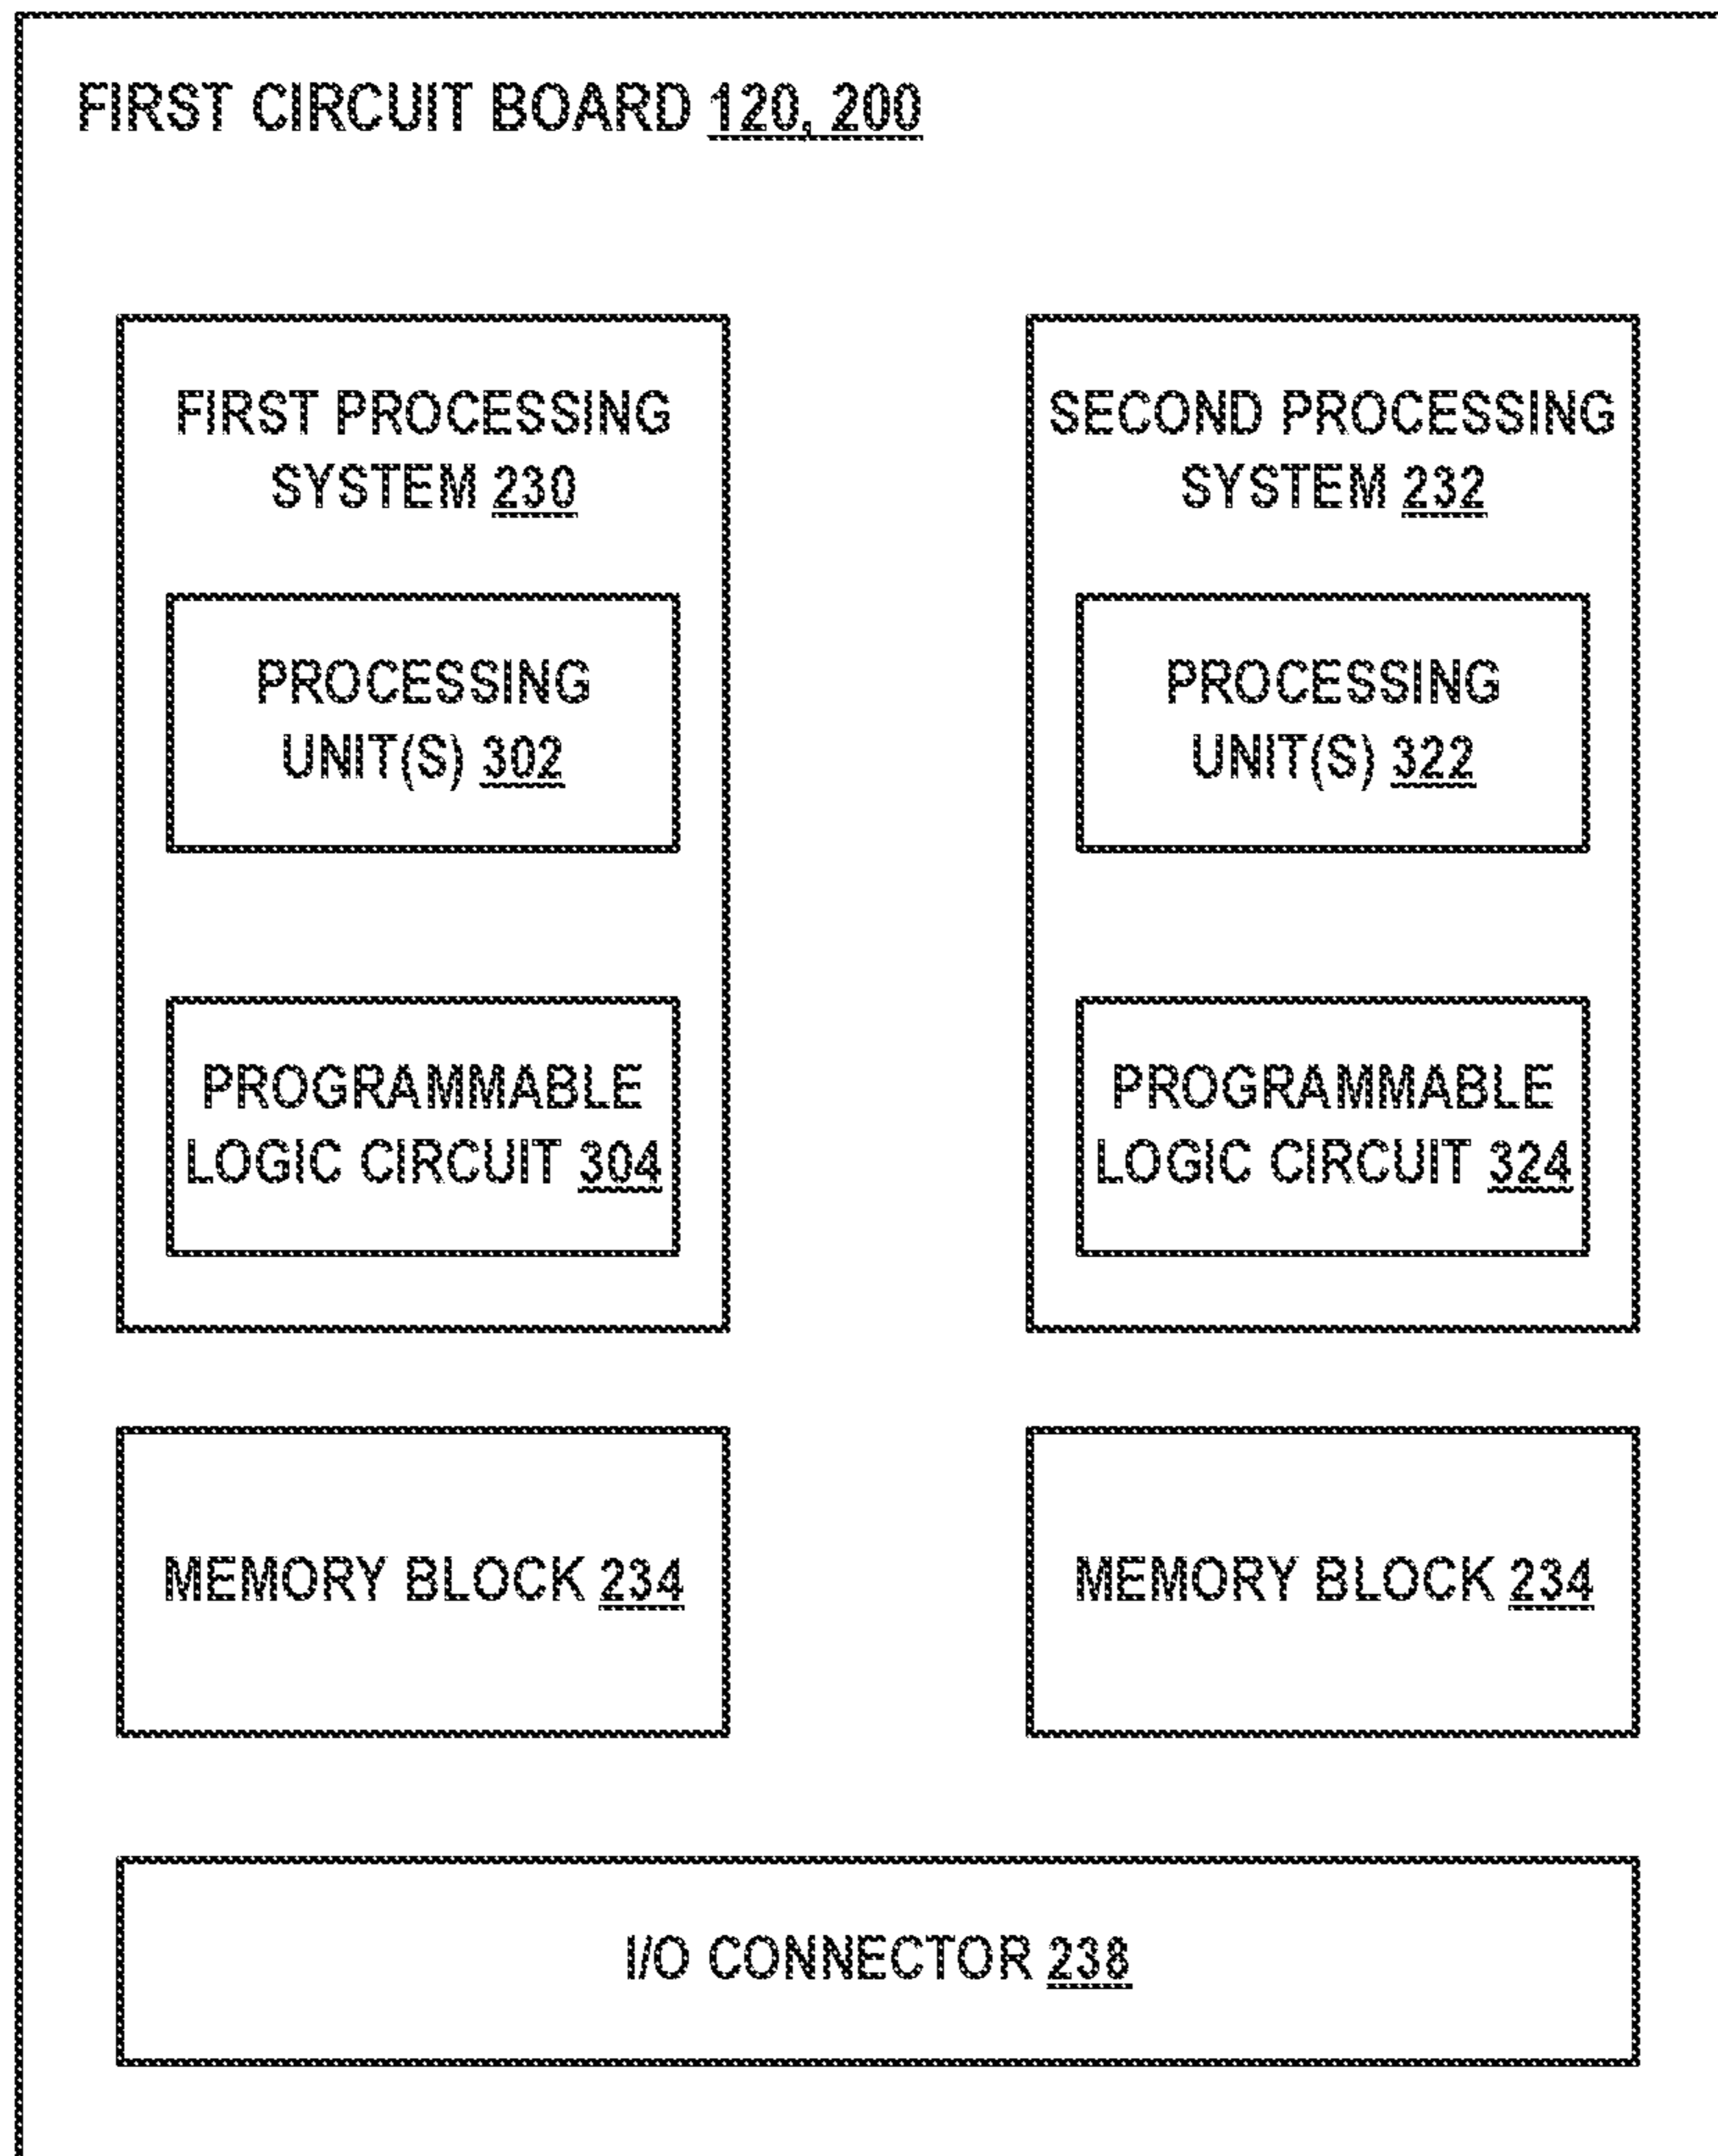 FIRST CIRCUIT BOARD 120, 200
FIRST PROCESSING
SYSTEM 230
PROCESSING
UNIT(S) 302
PROGRAMMABLE
LOGIC CIRCUIT 304
SECOND PROCESSING
SYSTEM 232
PROCESSING
UNIT(S) 322
PROGRAMMABLE
LOGIC CIRCUIT 324
MEMORY BLOCK 234
MEMORY BLOCK 234
I/O CONNECTOR 238